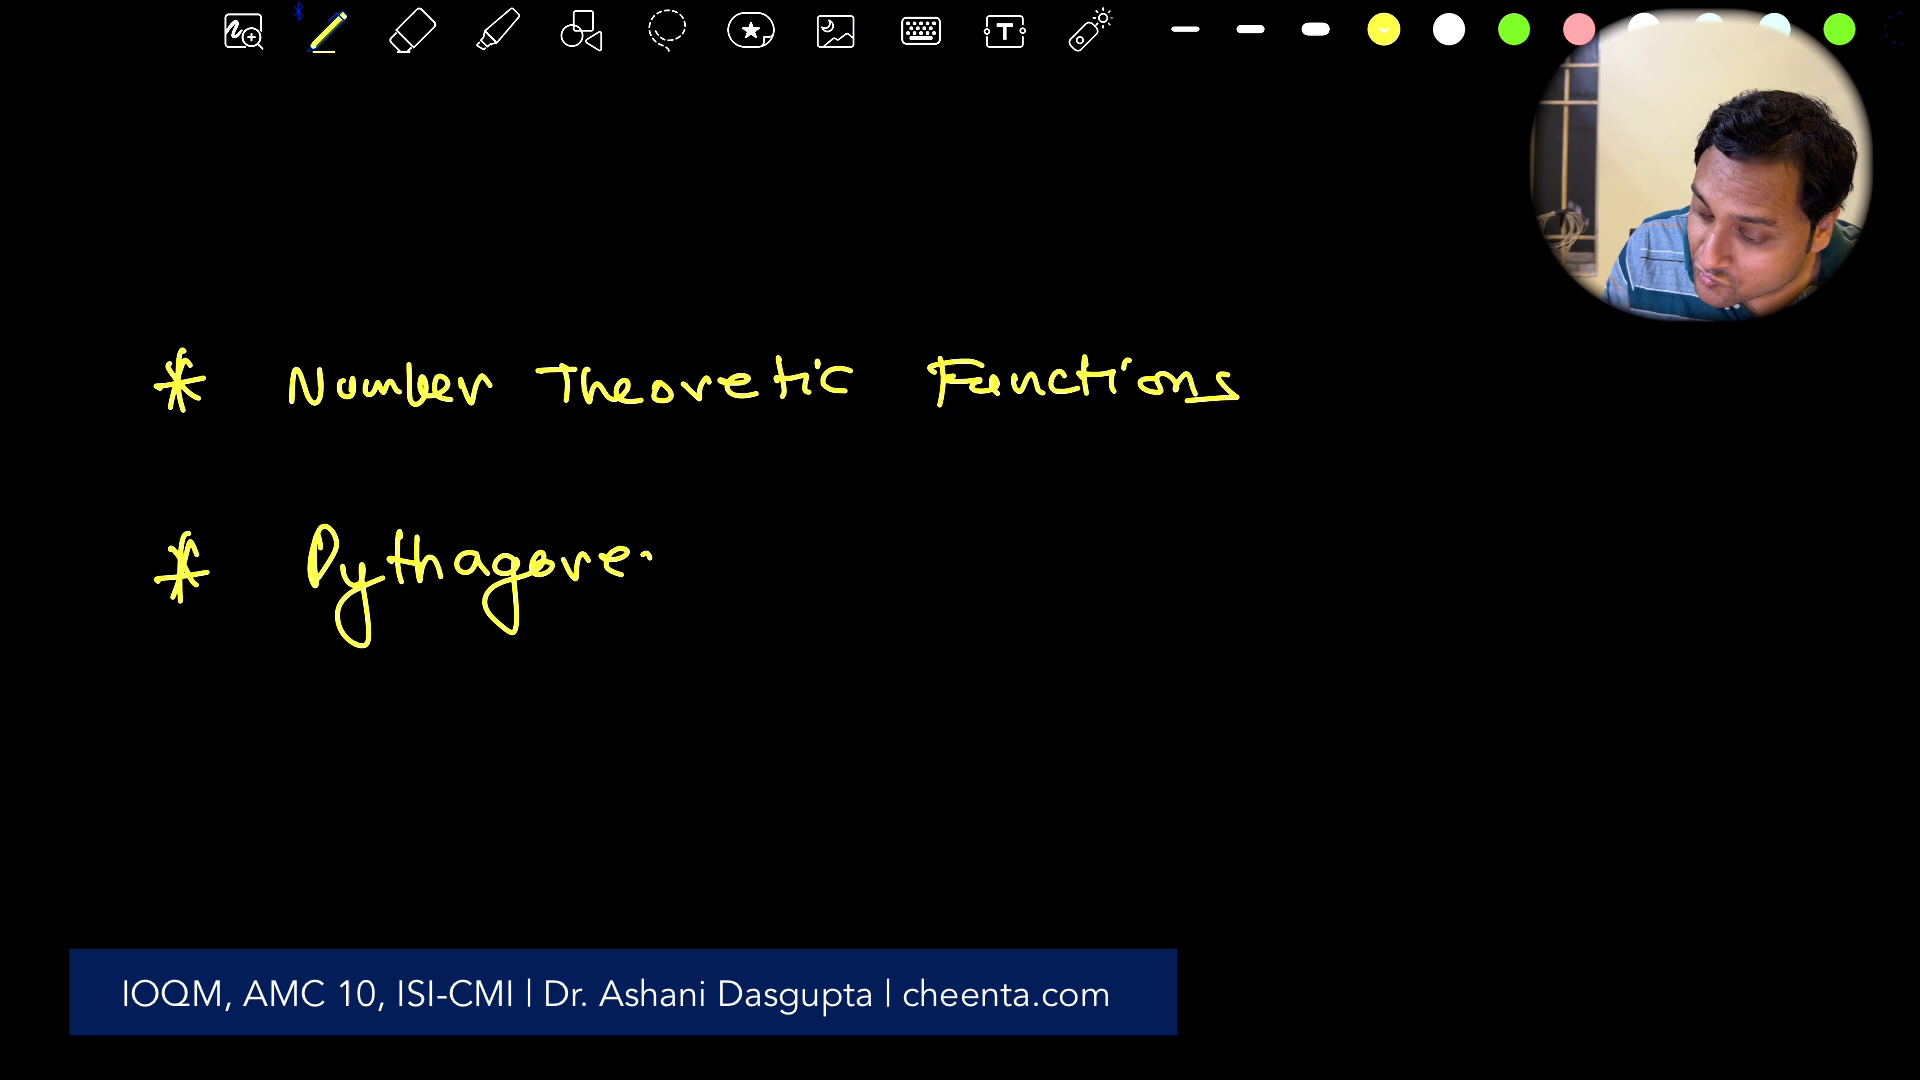 * Number Theoretic Functions
* Pythagore
IOQM, AMC 10, ISI-CMI | Dr. Ashani Dasgupta | cheenta.com